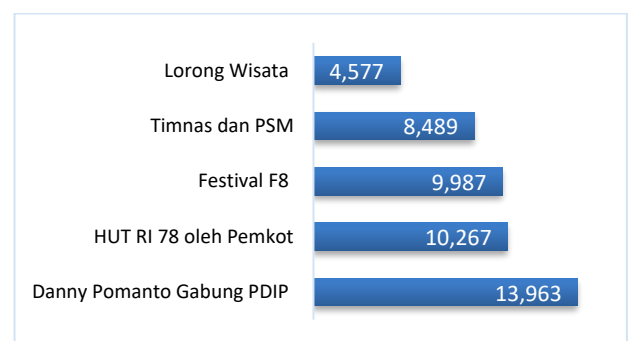 Lorong Wisata 4,577
Timnas dan PSM 8,489
Festival F8 9,987
HUT RI 78 oleh Pemkot 10,267
Danny Pomanto Gabung PDIP 13,963